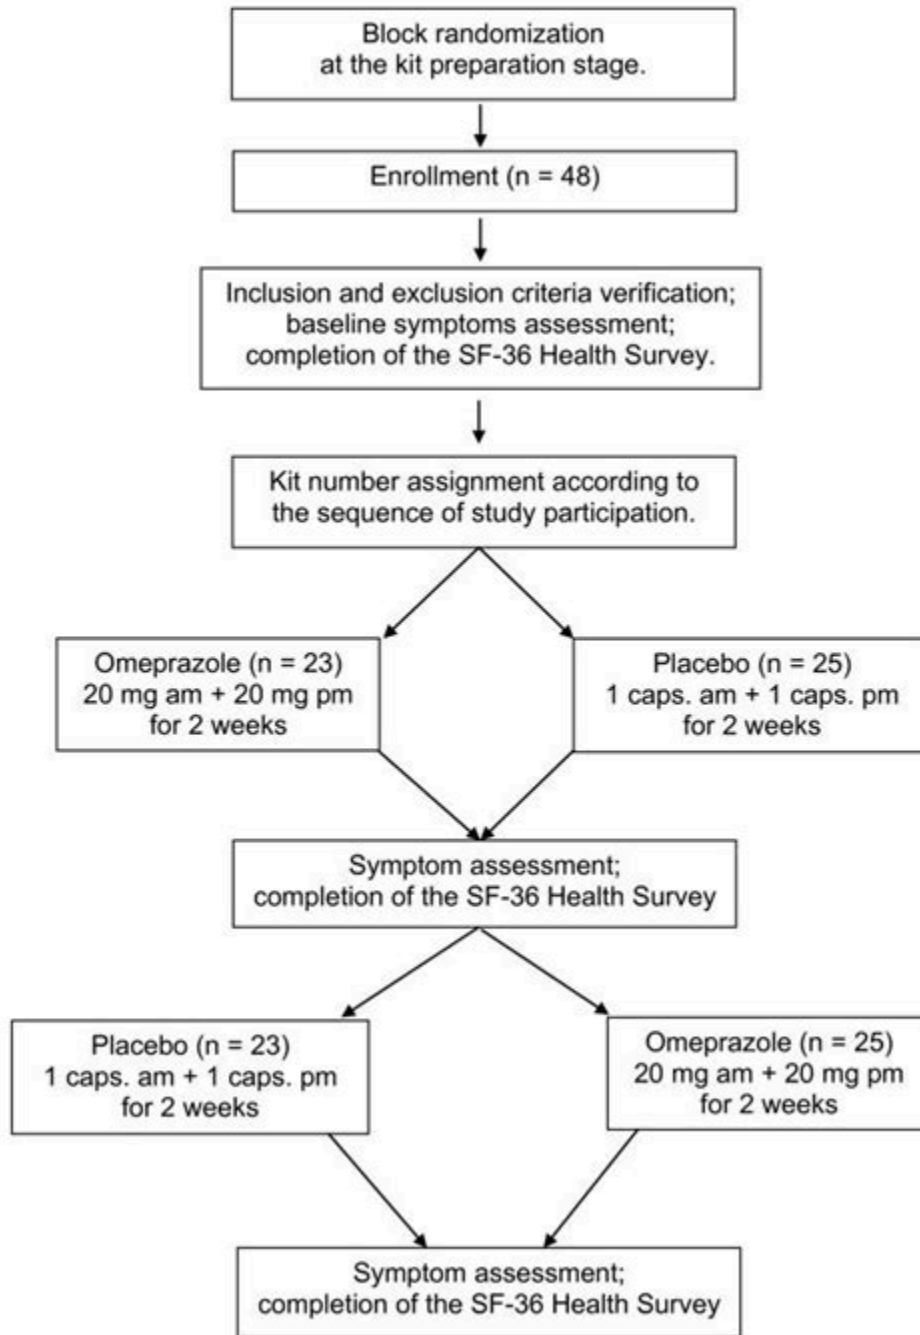 Block randomization
at the kit preparation stage.
Enrollment (n = 48)
Inclusion and exclusion criteria verification;
baseline symptoms assessment;
completion of the SF-36 Health Survey.
Kit number assignment according to
the sequence of study participation.
Omeprazole (n = 23)
20 mg am + 20 mg pm
for 2 weeks
Placebo (n = 25)
1 caps. am + 1 caps. pm
for 2 weeks
Symptom assessment;
completion of the SF-36 Health Survey
Placebo (n = 23)
1 caps. am + 1 caps. pm
for 2 weeks
Omeprazole (n = 25)
20 mg am + 20 mg pm
for 2 weeks
Symptom assessment;
completion of the SF-36 Health Survey